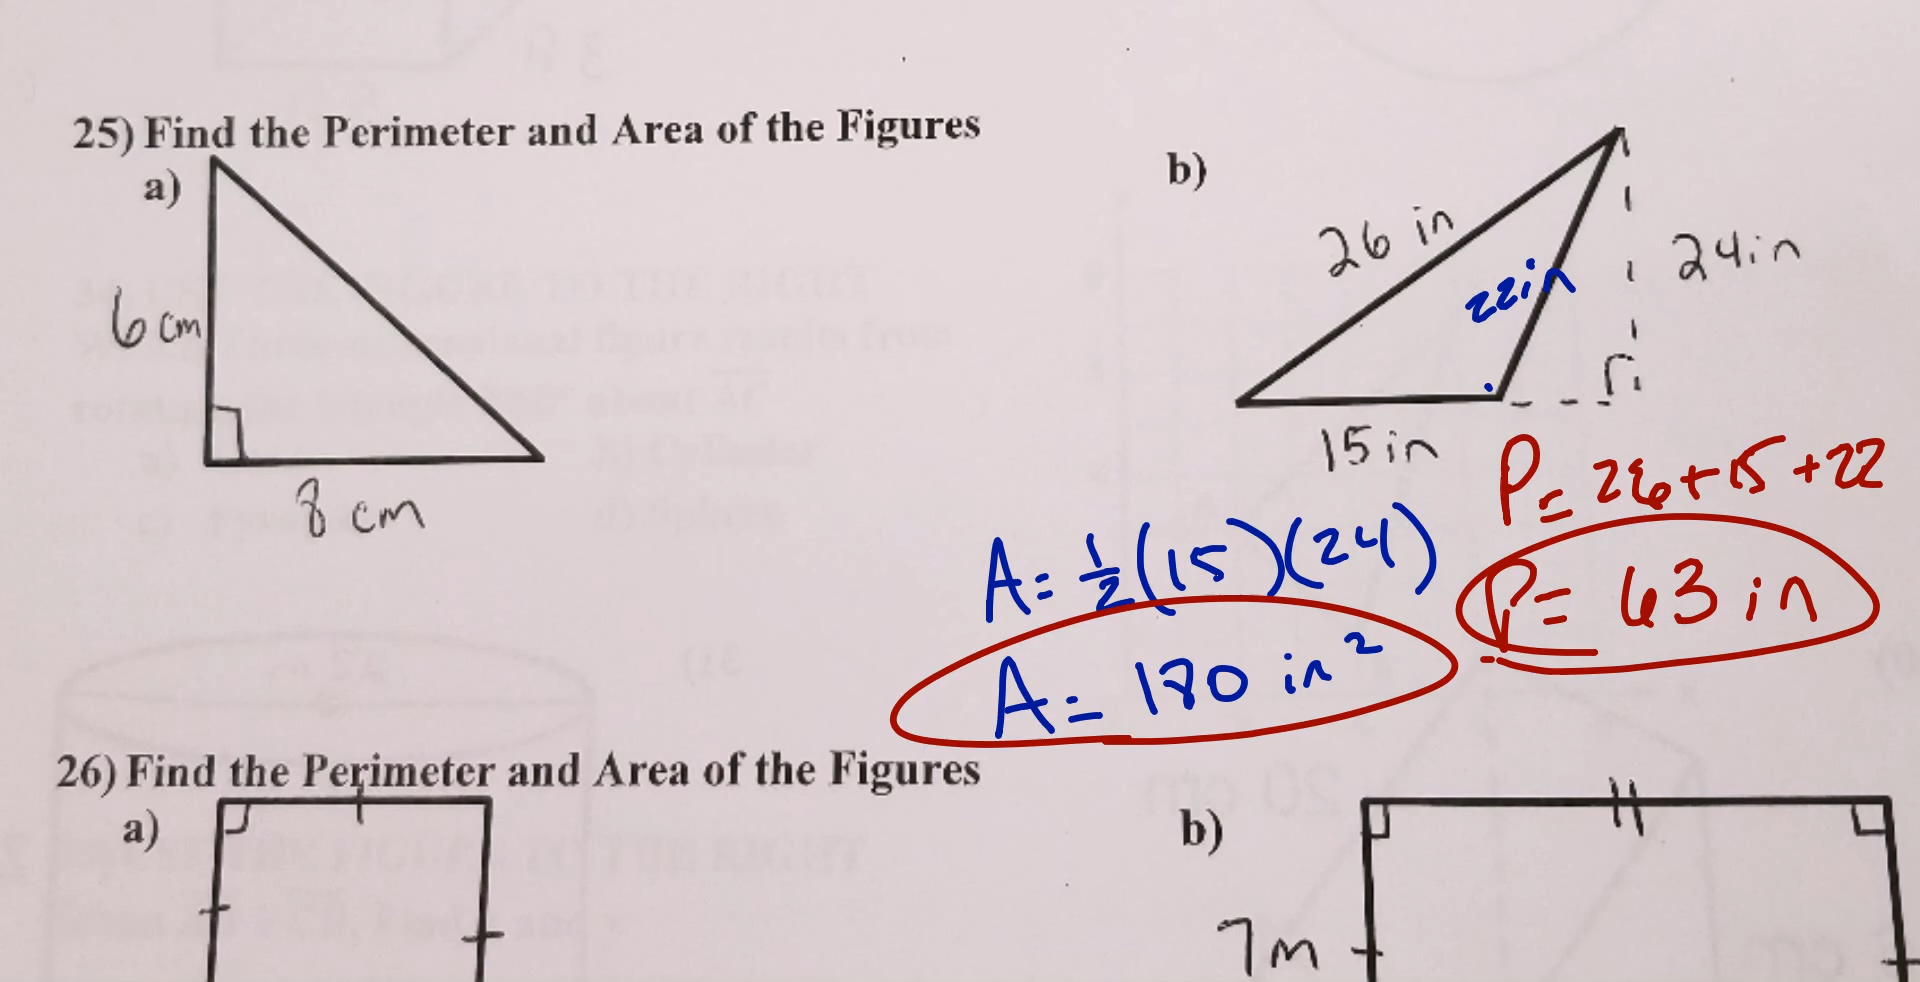 25) Find the Perimeter and Area of the Figures
a)
6 cm
8 cm
b)
26 in
22in
24in
15 in
P = 26+15+22
P = 63 in
A = 1/2 (15)(24)
A = 180 in²
26) Find the Perimeter and Area of the Figures
a)
b)
7m